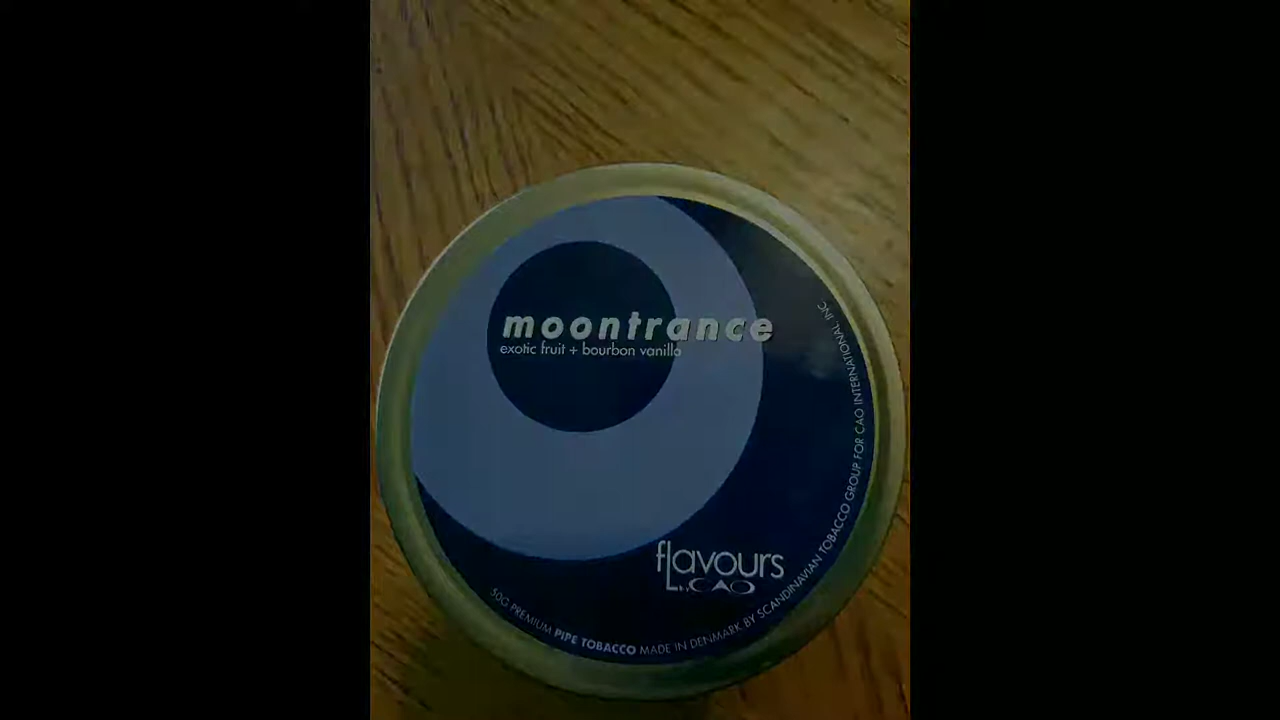 moontrance
exotic fruit + bourbon vanilla
flavours
by CAO
50G PREMIUM PIPE TOBACCO MADE IN DENMARK BY SCANDINAVIAN TOBACCO GROUP FOR CAO INTERNATIONAL, INC